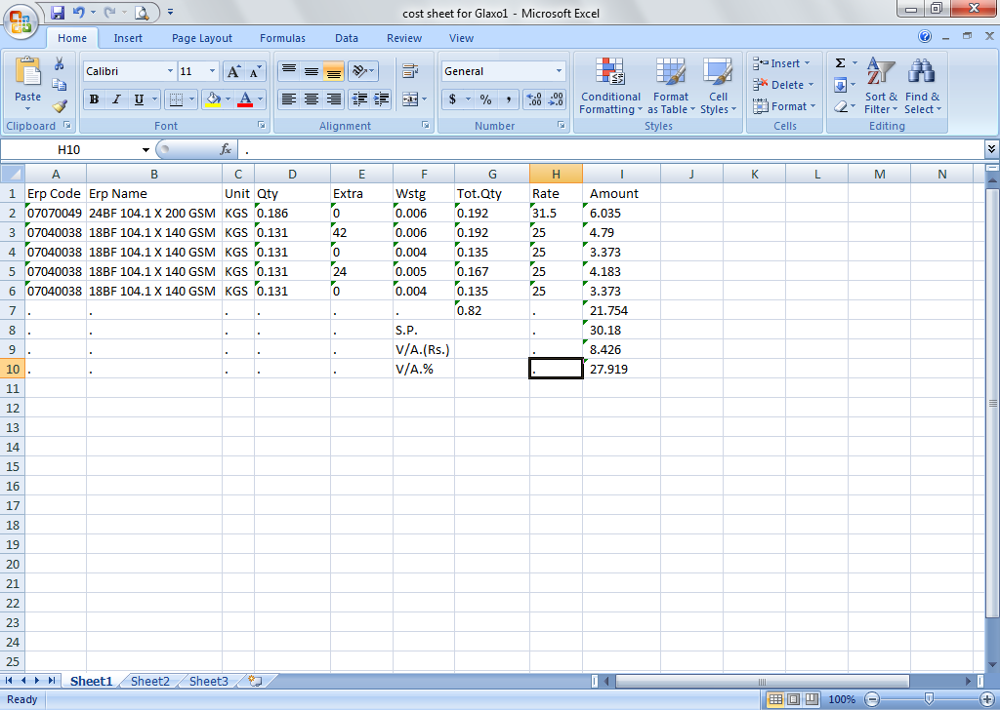 cost sheet for Glaxo1 - Microsoft Excel
Home Insert Page Layout Formulas Data Review View
Paste
Calibri 11
General
Conditional Formatting
Format as Table
Cell Styles
Insert
Delete
Format
Sort & Filter
Find & Select
Clipboard Font Alignment Number Styles Cells Editing
H10 fx .
A B C D E F G H I J K L M N
1 Erp Code Erp Name Unit Qty Extra Wstg Tot.Qty Rate Amount
2 07070049 24BF 104.1 X 200 GSM KGS 0.186 0 0.006 0.192 31.5 6.035
3 07040038 18BF 104.1 X 140 GSM KGS 0.131 42 0.006 0.192 25 4.79
4 07040038 18BF 104.1 X 140 GSM KGS 0.131 0 0.004 0.135 25 3.373
5 07040038 18BF 104.1 X 140 GSM KGS 0.131 24 0.005 0.167 25 4.183
6 07040038 18BF 104.1 X 140 GSM KGS 0.131 0 0.004 0.135 25 3.373
7 . . . . . . 0.82 . 21.754
8 . . . . . S.P. . 30.18
9 . . . . . V/A.(Rs.) . 8.426
10 . . . . . V/A.% . 27.919
11
12
13
14
15
16
17
18
19
20
21
22
23
24
25
Sheet1 Sheet2 Sheet3
Ready 100%